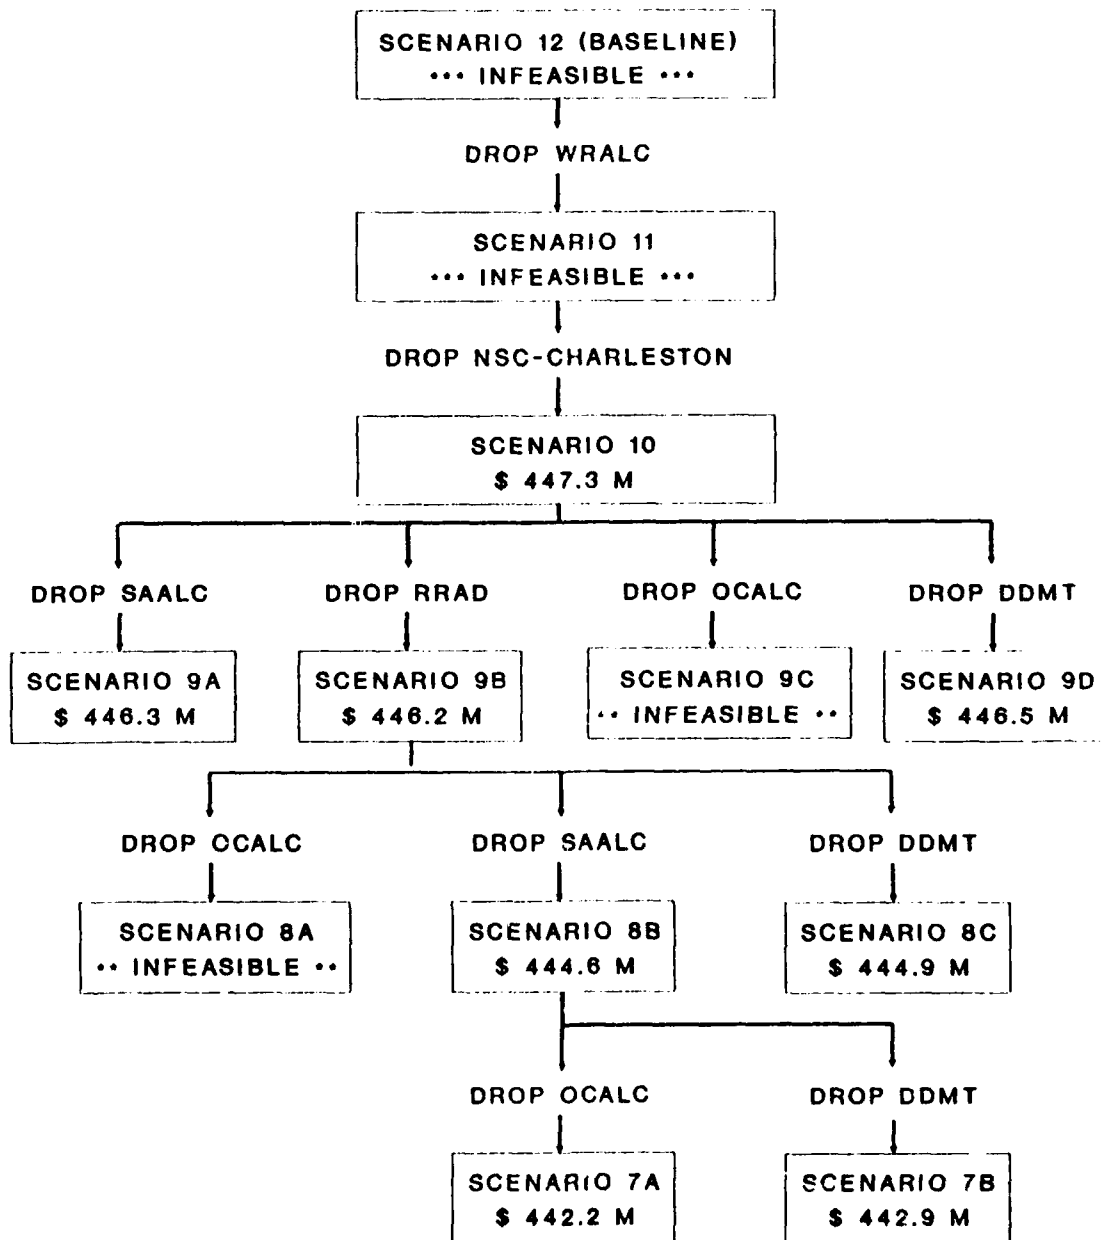 SCENARIO 12 (BASELINE)
••• INFEASIBLE •••
DROP WRALC
SCENARIO 11
••• INFEASIBLE •••
DROP NSC-CHARLESTON
SCENARIO 10
$ 447.3 M
DROP SAALC
DROP RRAD
DROP OCALC
DROP DDMT
SCENARIO 9A
$ 446.3 M
SCENARIO 9B
$ 446.2 M
SCENARIO 9C
•• INFEASIBLE ••
SCENARIO 9D
$ 446.5 M
DROP OCALC
DROP SAALC
DROP DDMT
SCENARIO 8A
•• INFEASIBLE ••
SCENARIO 8B
$ 444.6 M
SCENARIO 8C
$ 444.9 M
DROP OCALC
DROP DDMT
SCENARIO 7A
$ 442.2 M
SCENARIO 7B
$ 442.9 M